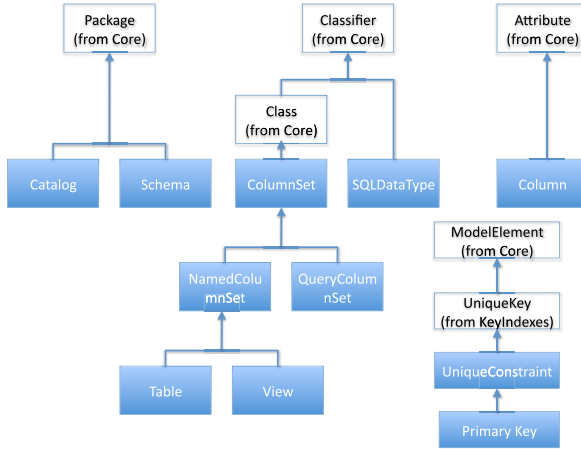 Package
(from Core)
Classifier
(from Core)
Attribute
(from Core)
Class
(from Core)
Catalog
Schema
ColumnSet
SQLDataType
Column
ModelElement
(from Core)
NamedColu
mnSet
QueryColum
nSet
UniqueKey
(from KeyIndexes)
Table
View
UniqueConstraint
Primary Key